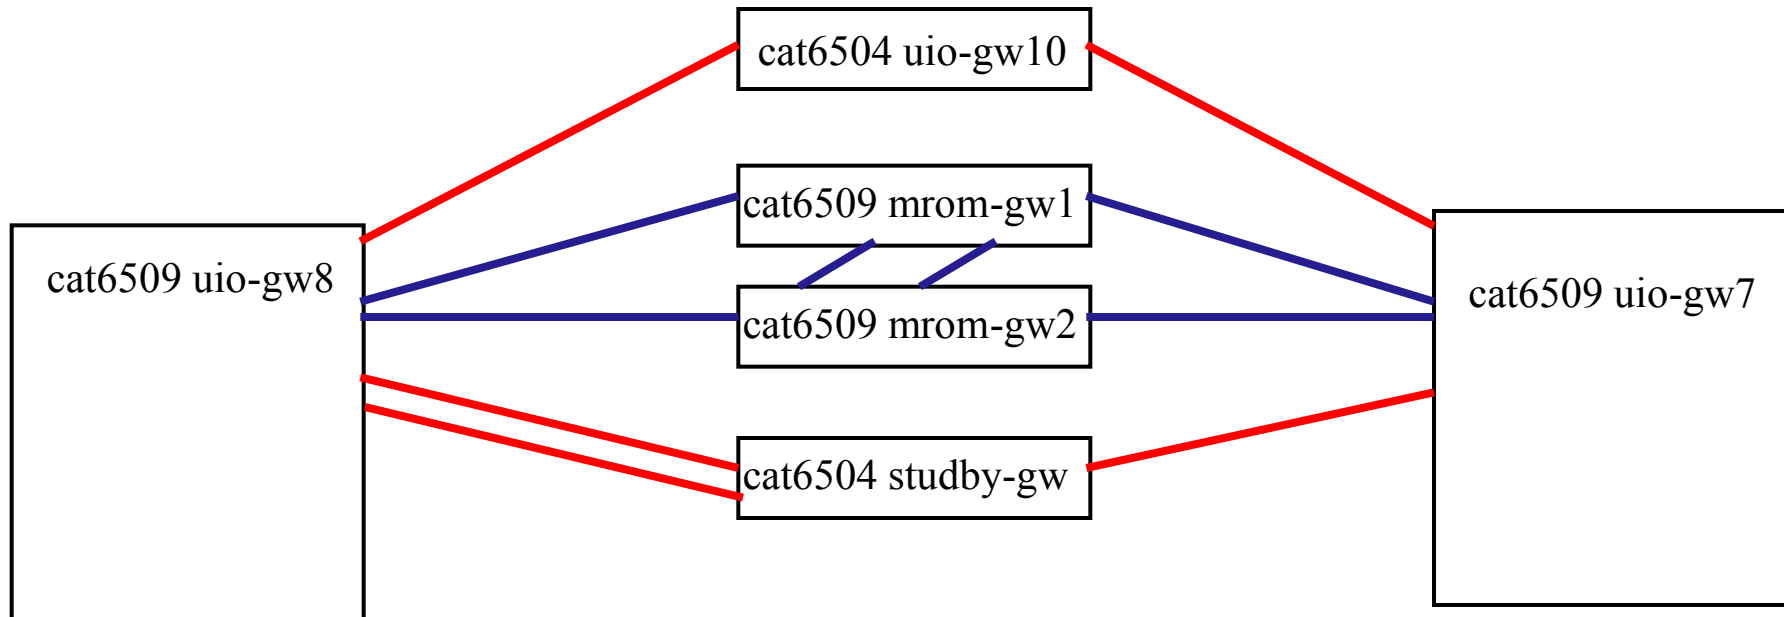 cat6504 uio-gw10
cat6509 mrom-gw1
cat6509 uio-gw8
cat6509 uio-gw7
cat6509 mrom-gw2
cat6504 studby-gw